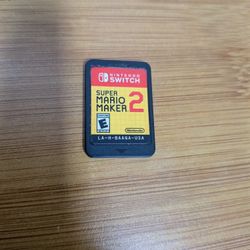 NINTENDO
SWITCH
SUPER
MARIO
MAKER 2
E
Nintendo
LA-H-BAAQA-USA